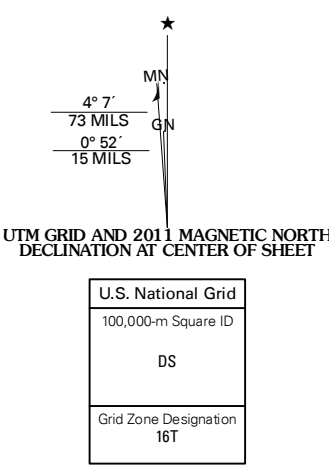 ★
MN
4° 7´
73 MILS
GN
0° 52´
15 MILS
UTM GRID AND 2011 MAGNETIC NORTH
DECLINATION AT CENTER OF SHEET
U.S. National Grid
100,000-m Square ID
DS
Grid Zone Designation
16T